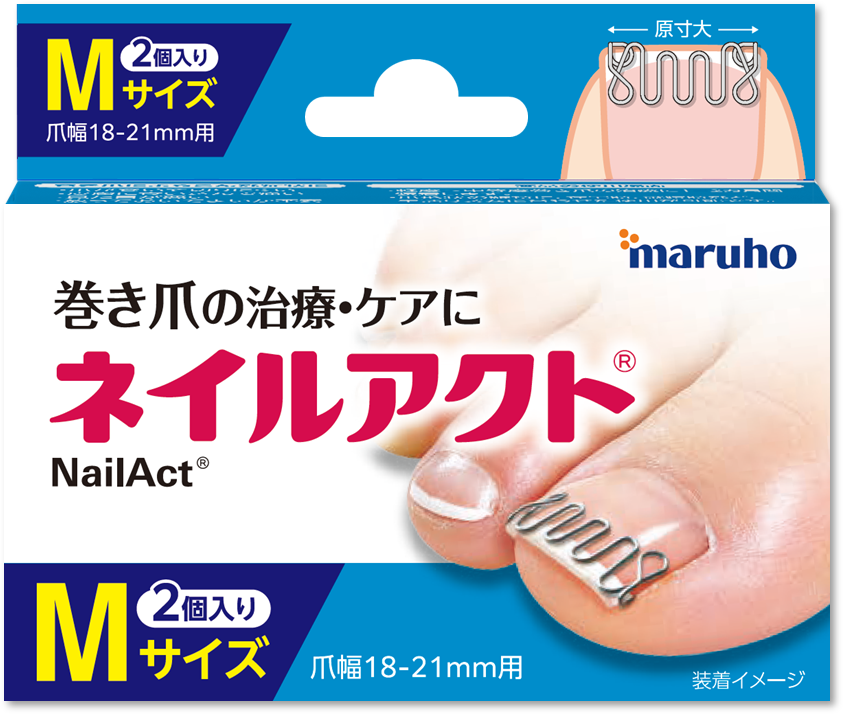 M 2個入り
サイズ
爪幅18-21mm用
原寸大
maruho
巻き爪の治療・ケアに
ネイルアクト®
NailAct®
M 2個入り
サイズ
爪幅18-21mm用
装着イメージ